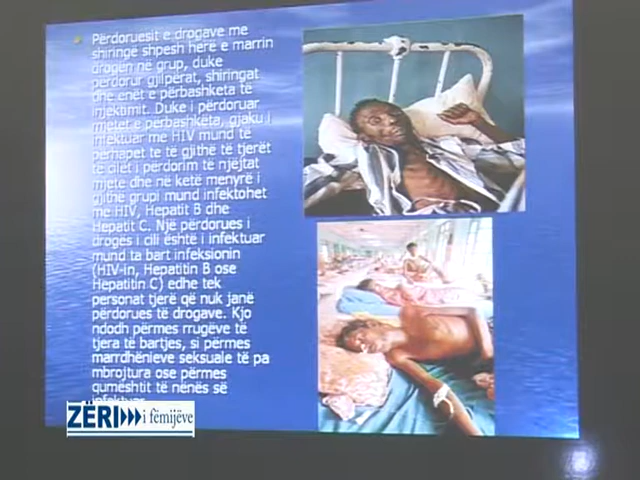 Përdoruesit e drogave me
shiringë shpesh herë e marrin
drogën në grup, duke
përdorur gjilpërat, shiringat
dhe enët e përbashketa të
injektimit. Duke i përdoruar
mjetet e përbashkëta, gjaku i
infektuar me HIV mund të
përhapet te të gjithë të tjerët
të cilët i perdorim të njëjtat
mjete dhe në ketë menyrë i
gjithë grupi mund infektohet
me HIV, Hepatit B dhe
Hepatit C. Një përdorues i
drogës i cili është i infektuar
mund ta bart infeksionin
(HIV-in, Hepatitin B ose
Hepatitin C) edhe tek
personat tjerë që nuk janë
përdorues të drogave. Kjo
ndodh përmes rrugëve të
tjera të bartjes, si përmes
marrdhënieve seksuale të pa
mbrojtura ose përmes
qumështit të nënës së
infektuar
ZËRI i fëmijëve